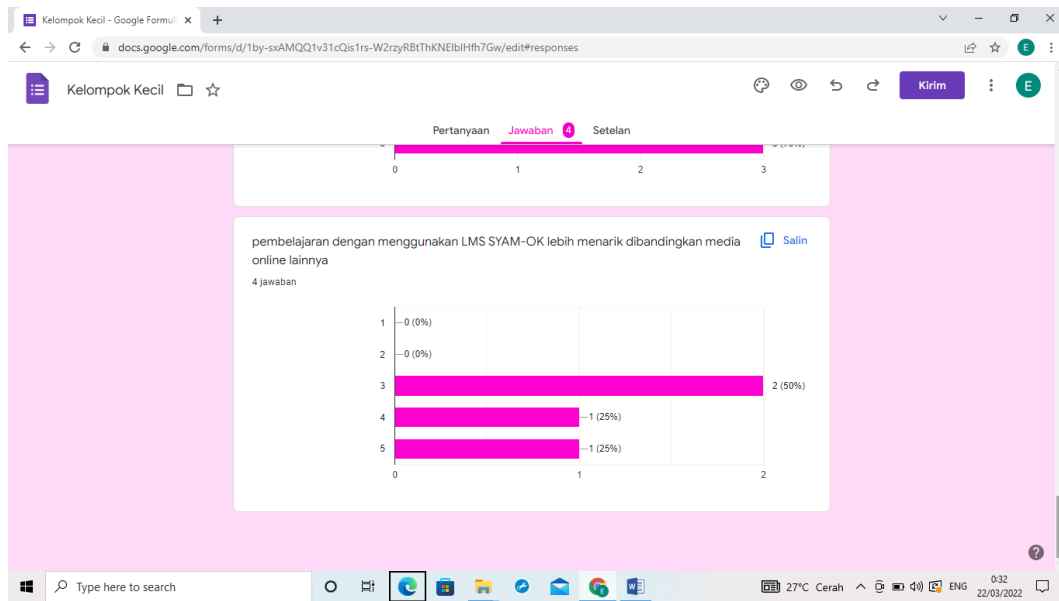 Kelompok Kecil - Google Formuli
docs.google.com/forms/d/1by-sxAMQQ1v31cQis1rs-W2rzyRBtThKNEIbIHfh7Gw/edit#responses
E
Kelompok Kecil
Kirim
E
Pertanyaan Jawaban 4 Setelan
0 1 2 3
pembelajaran dengan menggunakan LMS SYAM-OK lebih menarik dibandingkan media
online lainnya
Salin
4 jawaban
1 0 (0%)
2 0 (0%)
3 2 (50%)
4 1 (25%)
5 1 (25%)
0 1 2
Type here to search
27°C Cerah
ENG
0:32
22/03/2022